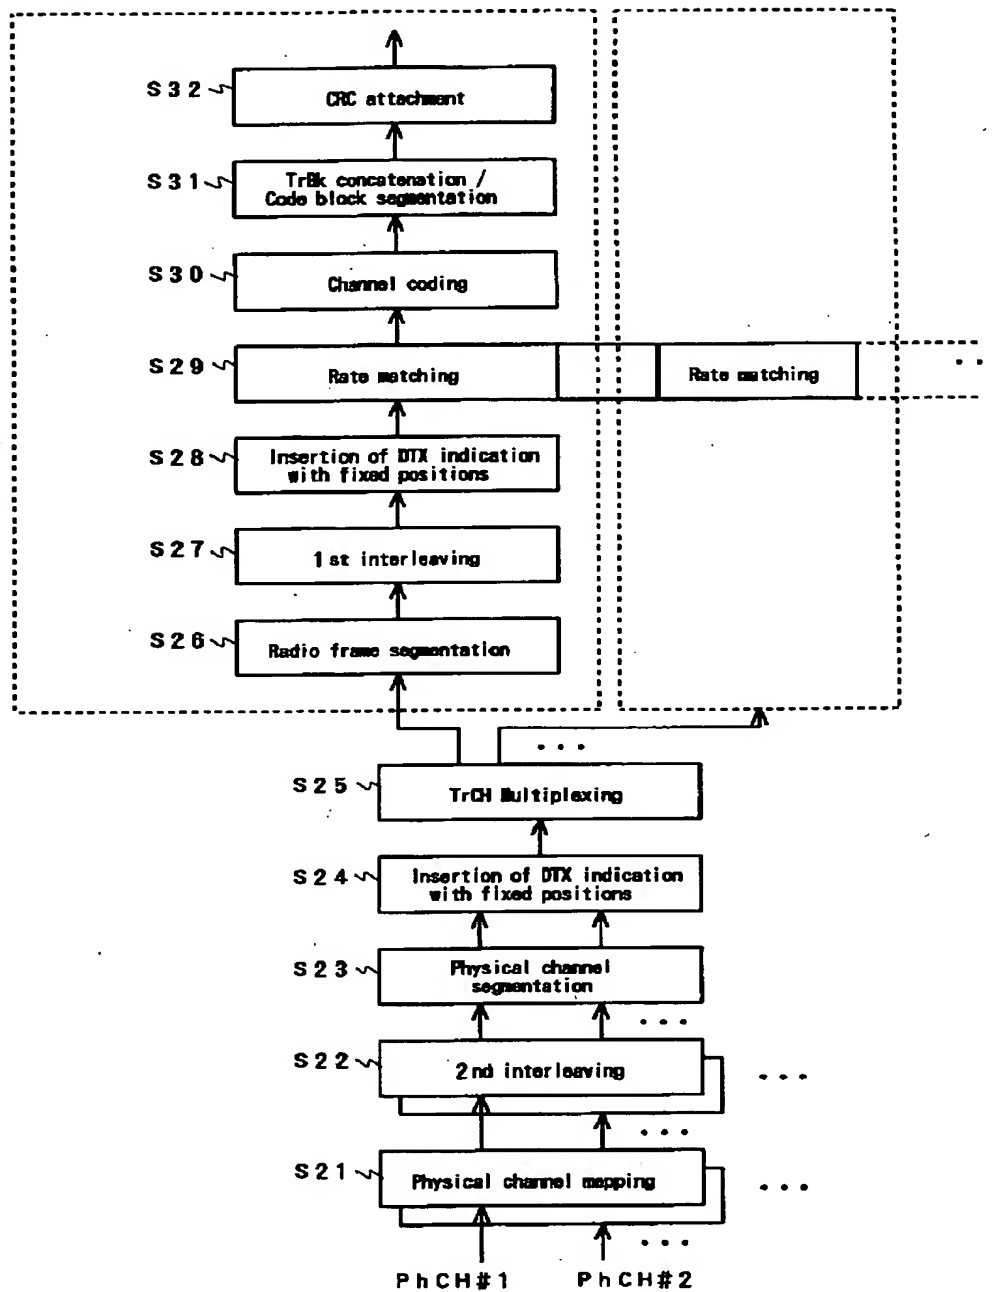 S32
CRC attachment
S31
TrBk concatenation /
Code block segmentation
S30
Channel coding
S29
Rate matching
Rate matching
S28
Insertion of DTX indication
with fixed positions
S27
1st interleaving
S26
Radio frame segmentation
S25
TrCH Multiplexing
S24
Insertion of DTX indication
with fixed positions
S23
Physical channel
segmentation
S22
2nd interleaving
S21
Physical channel mapping
PhCH#1
PhCH#2